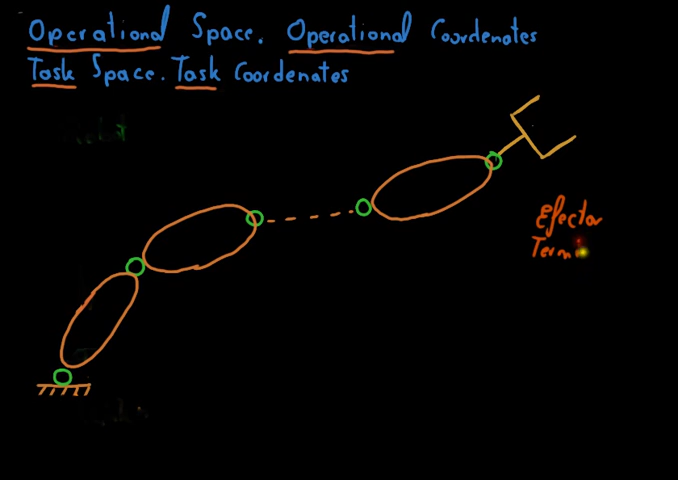 Operational Space. Operational Coordenates
Task Space. Task Coordenates
Efector
Term